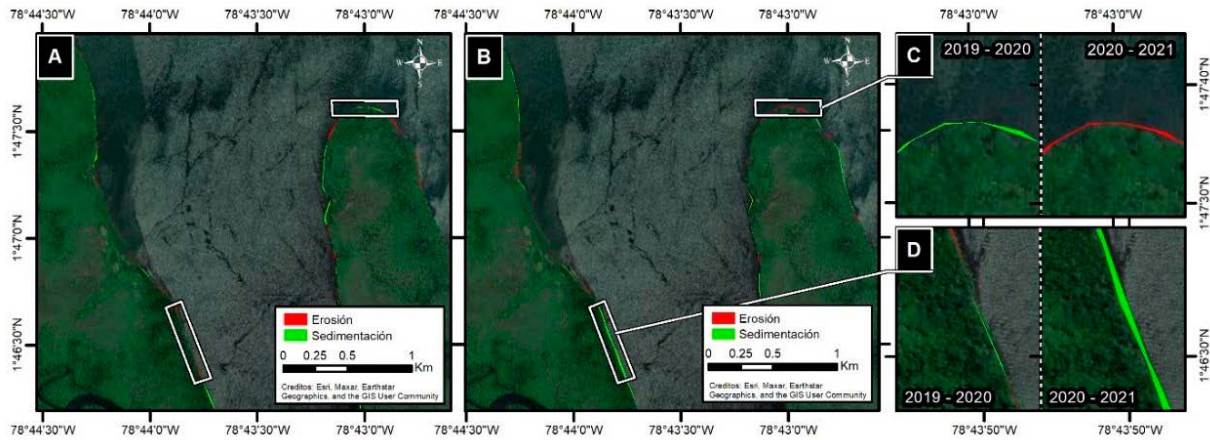 78°44'30"W 78°44'0"W 78°43'30"W 78°43'0"W 78°44'30"W 78°44'0"W 78°43'30"W 78°43'0"W 78°43'50"W 78°43'0"W
A
N
W E
S
B
N
W E
S
C
2019 - 2020
2020 - 2021
1°47'40"N
1°47'30"N
1°47'30"N
1°47'0"N
D
2019 - 2020
2020 - 2021
1°46'30"N
1°46'30"N
Erosión
Sedimentación
0 0.25 0.5 1
Km
Creditos: Esri, Maxar, Earthstar
Geographics, and the GIS User Community
Erosión
Sedimentación
0 0.25 0.5 1
Km
Creditos: Esri, Maxar, Earthstar
Geographics, and the GIS User Community
78°44'30"W 78°44'0"W 78°43'30"W 78°43'0"W 78°44'30"W 78°44'0"W 78°43'30"W 78°43'0"W 78°43'50"W 78°43'50"W